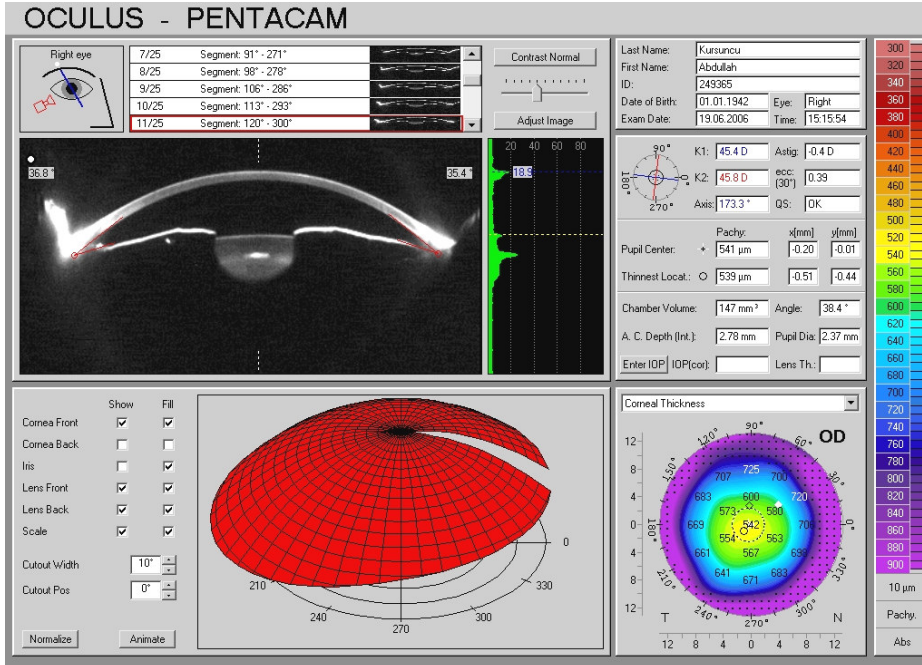 OCULUS - PENTACAM
Right eye
7/25 Segment: 91° - 271°
8/25 Segment: 98° - 278°
9/25 Segment: 106° - 286°
10/25 Segment: 113° - 293°
11/25 Segment: 120° - 300°
Contrast Normal
Adjust Image
36.8 °
35.4 °
20 40 60 80
18.9
Last Name: Kursuncu
First Name: Abdullah
ID: 249365
Date of Birth: 01.01.1942 Eye: Right
Exam Date: 19.06.2006 Time: 15:15:54
90°
180°
0°
270°
K1: 45.4 D Astig: -0.4 D
K2: 45.8 D ecc: (30°) 0.39
Axis: 173.3 ° QS: OK
Pachy: x[mm] y[mm]
Pupil Center: + 541 µm -0.20 -0.01
Thinnest Locat.: O 539 µm -0.51 -0.44
Chamber Volume: 147 mm³ Angle: 38.4 °
A. C. Depth (Int.): 2.78 mm Pupil Dia: 2.37 mm
Enter IOP IOP(cor): Lens Th.:
Show Fill
Cornea Front
Cornea Back
Iris
Lens Front
Lens Back
Scale
Cutout Width 10°
Cutout Pos 0°
Normalize Animate
210
240
270
300
330
0
Corneal Thickness
OD
90°
120° 60°
150° 30°
180° 0°
210° 330°
240° 300°
270°
12
8
4
0
4
8
12
725
707 700
683 600 720
573 580
669 542
554 563
661 567
641 671 683
T N
12 8 4 0 4 8 12
300
320
340
360
380
400
420
440
460
480
500
520
540
560
580
600
620
640
660
680
700
720
740
760
780
800
820
840
860
880
900
10 µm
Pachy.
Abs